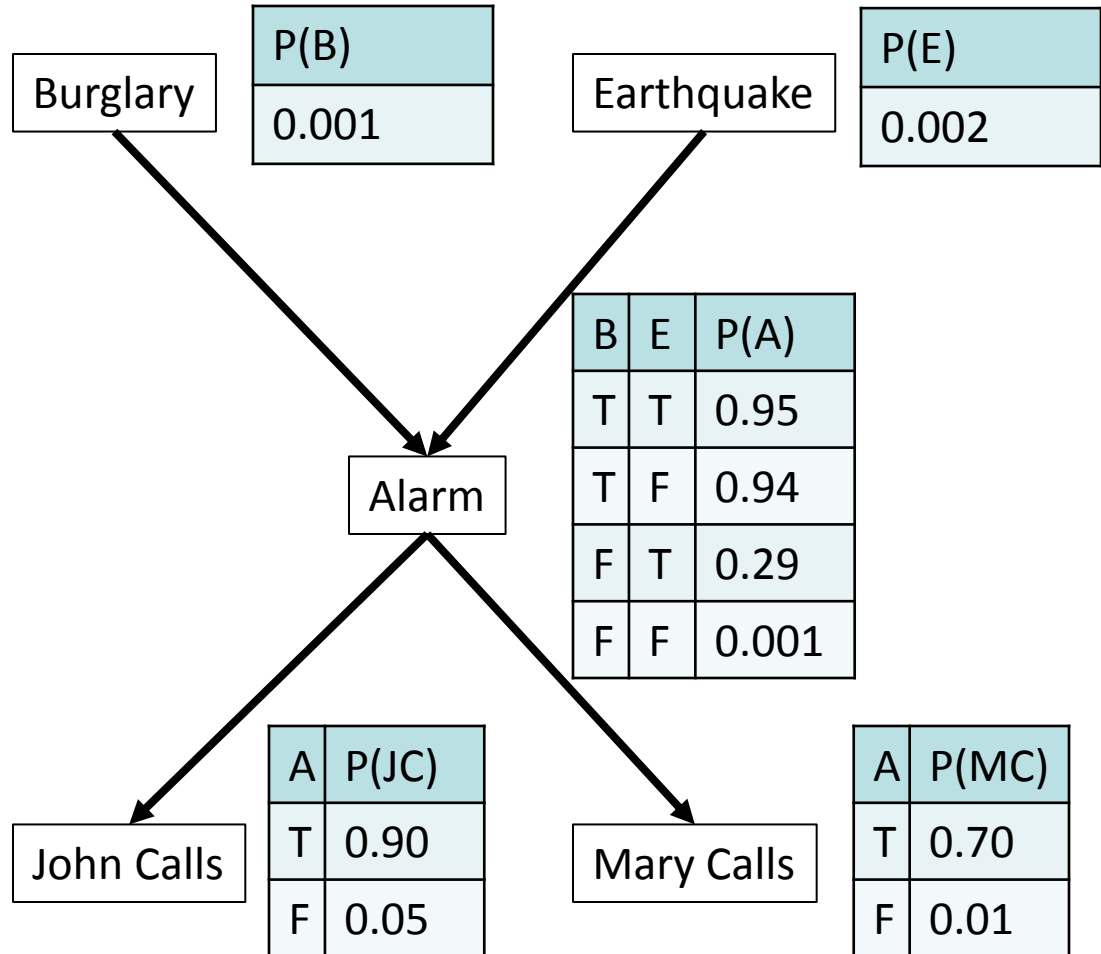 Burglary
P(B)
0.001
Earthquake
P(E)
0.002
B E P(A)
T T 0.95
T F 0.94
F T 0.29
F F 0.001
Alarm
John Calls
A P(JC)
T 0.90
F 0.05
Mary Calls
A P(MC)
T 0.70
F 0.01